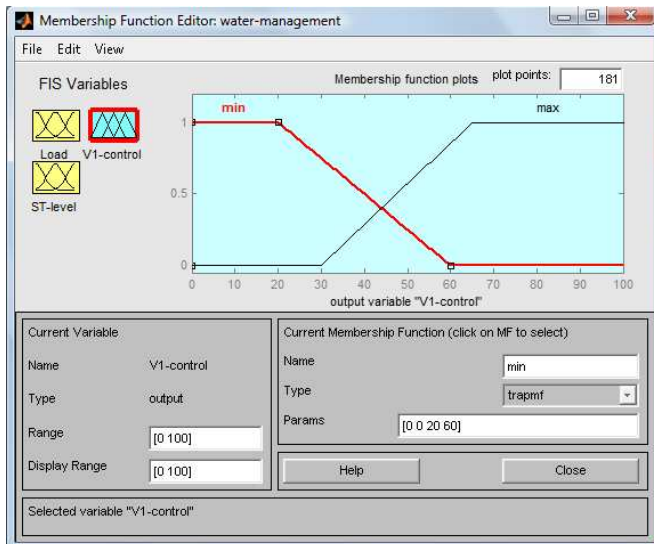 Membership Function Editor: water-management
File Edit View
FIS Variables
Load V1-control
ST-level
Membership function plots plot points: 181
min max
1
0.5
0
0 10 20 30 40 50 60 70 80 90 100
output variable "V1-control"
Current Variable
Name V1-control
Type output
Range [0 100]
Display Range [0 100]
Current Membership Function (click on MF to select)
Name min
Type trapmf
Params [0 0 20 60]
Help Close
Selected variable "V1-control"